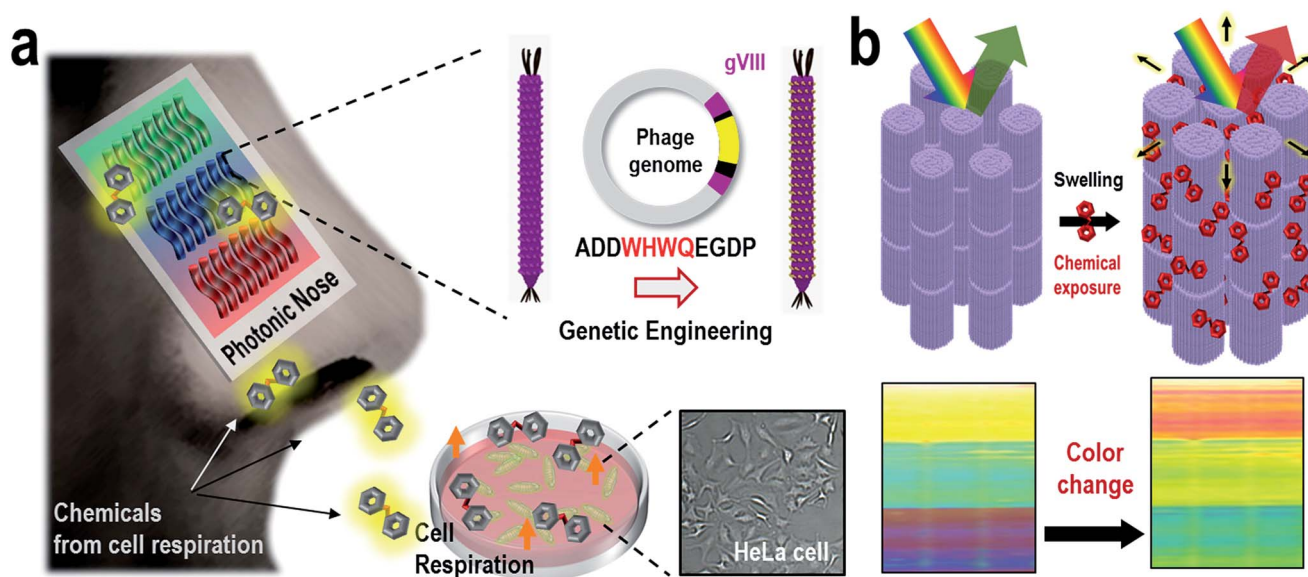 a
Photonic Nose
gVIII
Phage
genome
ADDWHWQEGDP
Genetic Engineering
Chemicals
from cell respiration
Cell
Respiration
HeLa cell
b
Swelling
Chemical
exposure
Color
change